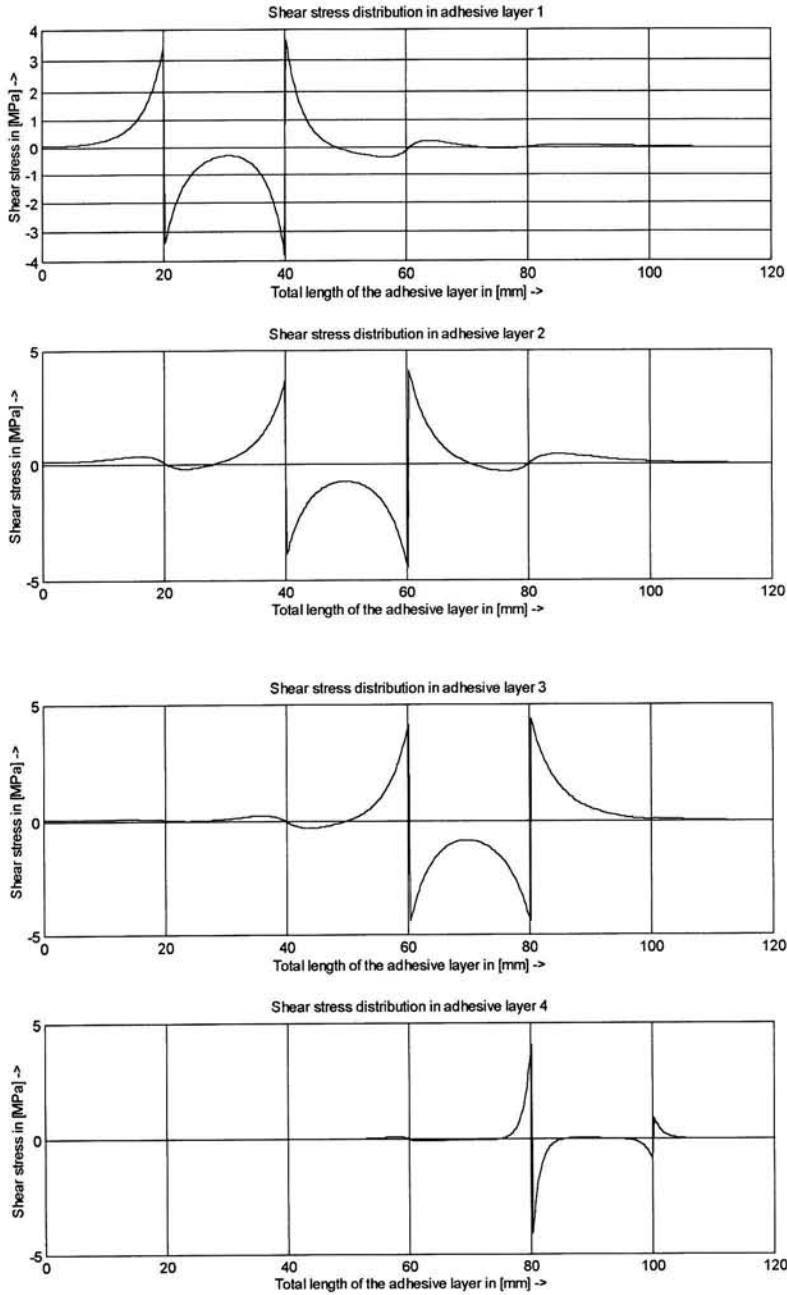 Shear stress distribution in adhesive layer 1
Shear stress in [MPa] ->
4
3
2
1
0
-1
-2
-3
-4
0 20 40 60 80 100 120
Total length of the adhesive layer in [mm] ->
Shear stress distribution in adhesive layer 2
Shear stress in [MPa] ->
5
0
-5
0 20 40 60 80 100 120
Total length of the adhesive layer in [mm] ->
Shear stress distribution in adhesive layer 3
Shear stress in [MPa] ->
5
0
-5
0 20 40 60 80 100 120
Total length of the adhesive layer in [mm] ->
Shear stress distribution in adhesive layer 4
Shear stress in [MPa] ->
5
0
-5
0 20 40 60 80 100 120
Total length of the adhesive layer in [mm] ->